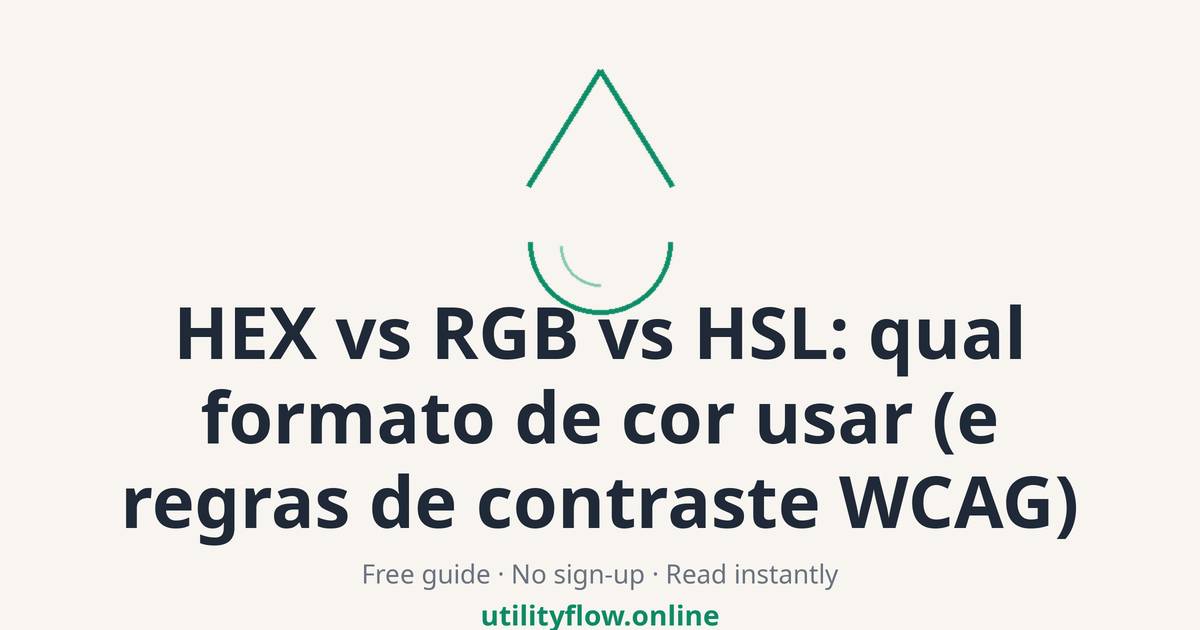 HEX vs RGB vs HSL: qual
formato de cor usar (e
regras de contraste WCAG)
Free guide · No sign-up · Read instantly
utilityflow.online